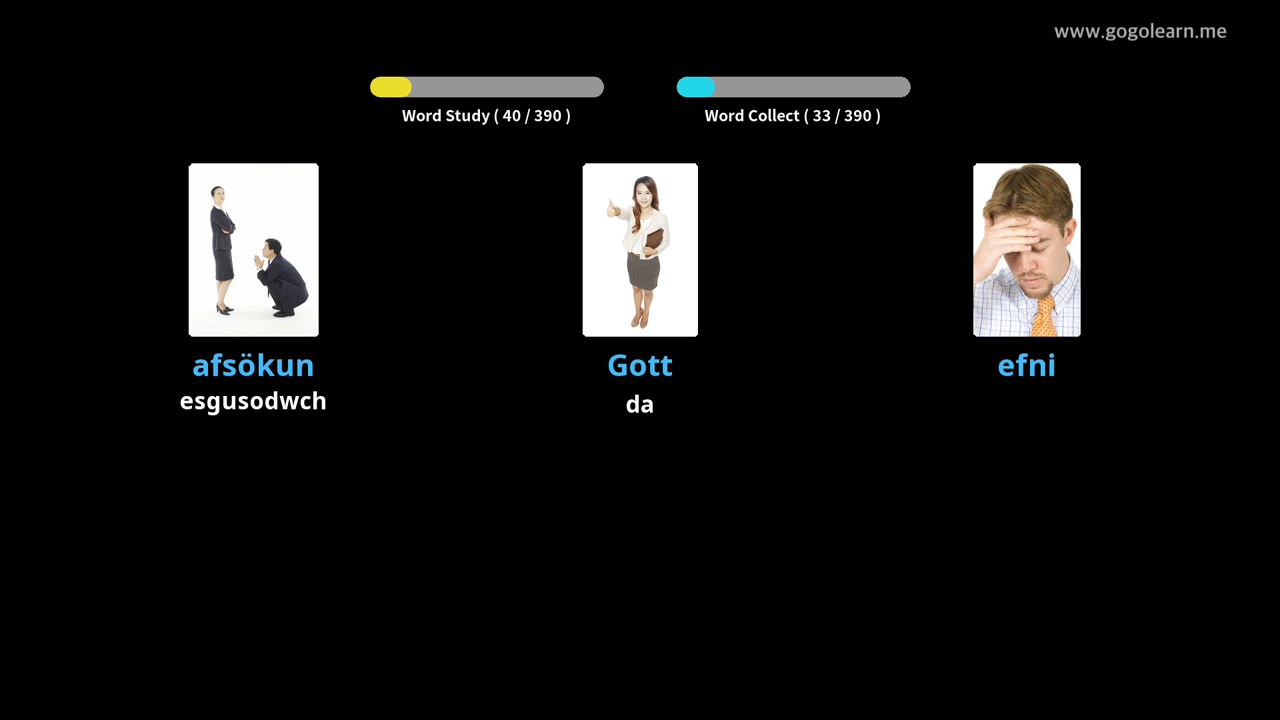 www.gogolearn.me
Word Study ( 40 / 390 )
Word Collect ( 33 / 390 )
afsökun
Gott
efni
esgusodwch
da